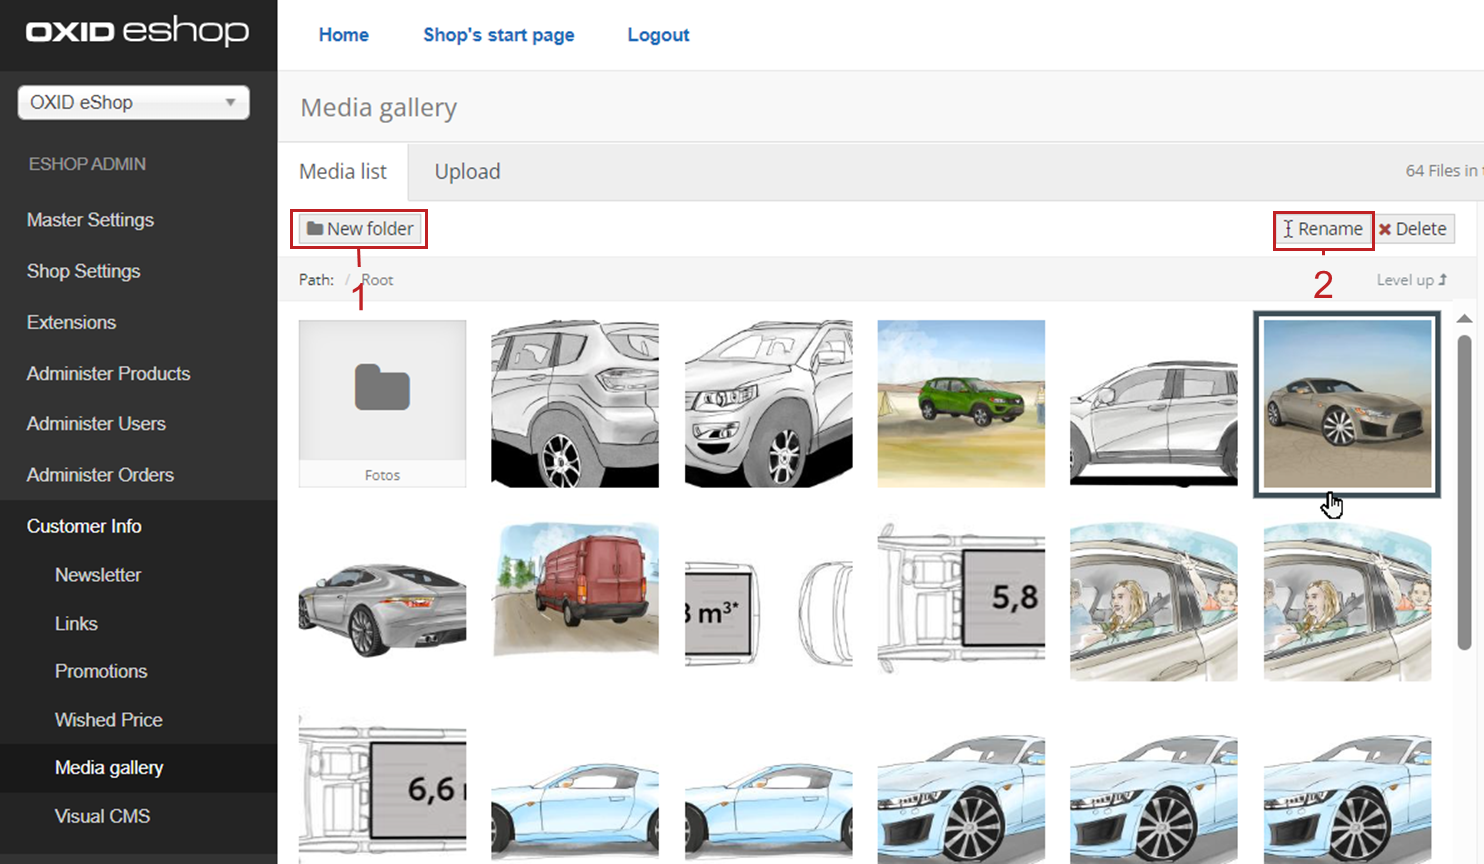 OXID eshop
Home
Shop's start page
Logout
OXID eShop
Media gallery
ESHOP ADMIN
Media list
Upload
64 Files in
Master Settings
New folder
Rename
Delete
Shop Settings
Path: / Root
Level up
1
2
Extensions
Administer Products
Administer Users
Administer Orders
Fotos
Customer Info
Newsletter
Links
Promotions
Wished Price
Media gallery
Visual CMS
m³*
5,8
6,6